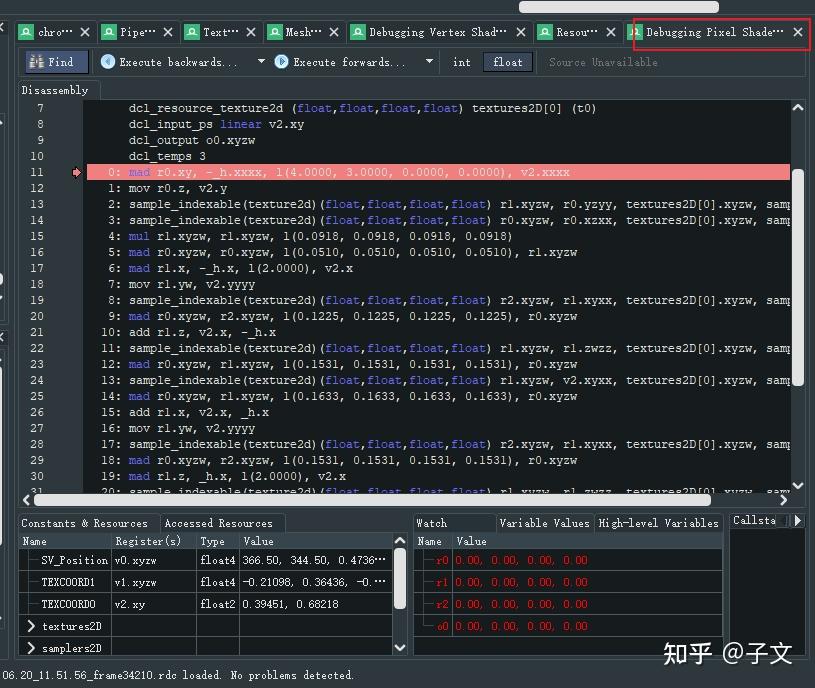 chro··· Pipe··· Text··· Mesh··· Debugging Vertex Shad··· Resou··· Debugging Pixel Shade···
Find Execute backwards... Execute forwards... int float Source Unavailable
Disassembly
7 dcl_resource_texture2d (float,float,float,float) textures2D[0] (t0)
8 dcl_input_ps linear v2.xy
9 dcl_output o0.xyzw
10 dcl_temps 3
11 0: mad r0.xy, -_h.xxxx, l(4.0000, 3.0000, 0.0000, 0.0000), v2.xxxx
12 1: mov r0.z, v2.y
13 2: sample_indexable(texture2d)(float,float,float,float) r1.xyzw, r0.yzyy, textures2D[0].xyzw, samp
14 3: sample_indexable(texture2d)(float,float,float,float) r0.xyzw, r0.xzxx, textures2D[0].xyzw, samp
15 4: mul r1.xyzw, r1.xyzw, l(0.0918, 0.0918, 0.0918, 0.0918)
16 5: mad r0.xyzw, r0.xyzw, l(0.0510, 0.0510, 0.0510, 0.0510), r1.xyzw
17 6: mad r1.x, -_h.x, l(2.0000), v2.x
18 7: mov r1.yw, v2.yyyy
19 8: sample_indexable(texture2d)(float,float,float,float) r2.xyzw, r1.xyxx, textures2D[0].xyzw, samp
20 9: mad r0.xyzw, r2.xyzw, l(0.1225, 0.1225, 0.1225, 0.1225), r0.xyzw
21 10: add r1.z, v2.x, -_h.x
22 11: sample_indexable(texture2d)(float,float,float,float) r1.xyzw, r1.zwzz, textures2D[0].xyzw, sam
23 12: mad r0.xyzw, r1.xyzw, l(0.1531, 0.1531, 0.1531, 0.1531), r0.xyzw
24 13: sample_indexable(texture2d)(float,float,float,float) r1.xyzw, v2.xyxx, textures2D[0].xyzw, sam
25 14: mad r0.xyzw, r1.xyzw, l(0.1633, 0.1633, 0.1633, 0.1633), r0.xyzw
26 15: add r1.x, v2.x, _h.x
27 16: mov r1.yw, v2.yyyy
28 17: sample_indexable(texture2d)(float,float,float,float) r2.xyzw, r1.xyxx, textures2D[0].xyzw, sam
29 18: mad r0.xyzw, r2.xyzw, l(0.1531, 0.1531, 0.1531, 0.1531), r0.xyzw
30 19: mad r1.z, _h.x, l(2.0000), v2.x
31 20: sample_indexable(texture2d)(float,float,float,float) r1.xyzw, r1.zwzz, textures2D[0].xyzw, sam
Constants & Resources Accessed Resources
Name Register(s) Type Value
SV_Position v0.xyzw float4 366.50, 344.50, 0.4736···
TEXCOORD1 v1.xyzw float4 -0.21098, 0.36436, -0.···
TEXCOORD0 v2.xy float2 0.39451, 0.68218
textures2D
samplers2D
Watch Variable Values High-level Variables
Name Value
r0 0.00, 0.00, 0.00, 0.00
r1 0.00, 0.00, 0.00, 0.00
r2 0.00, 0.00, 0.00, 0.00
o0 0.00, 0.00, 0.00, 0.00
Callsta
知乎 @子文
06.20_11.51.56_frame34210.rdc loaded. No problems detected.